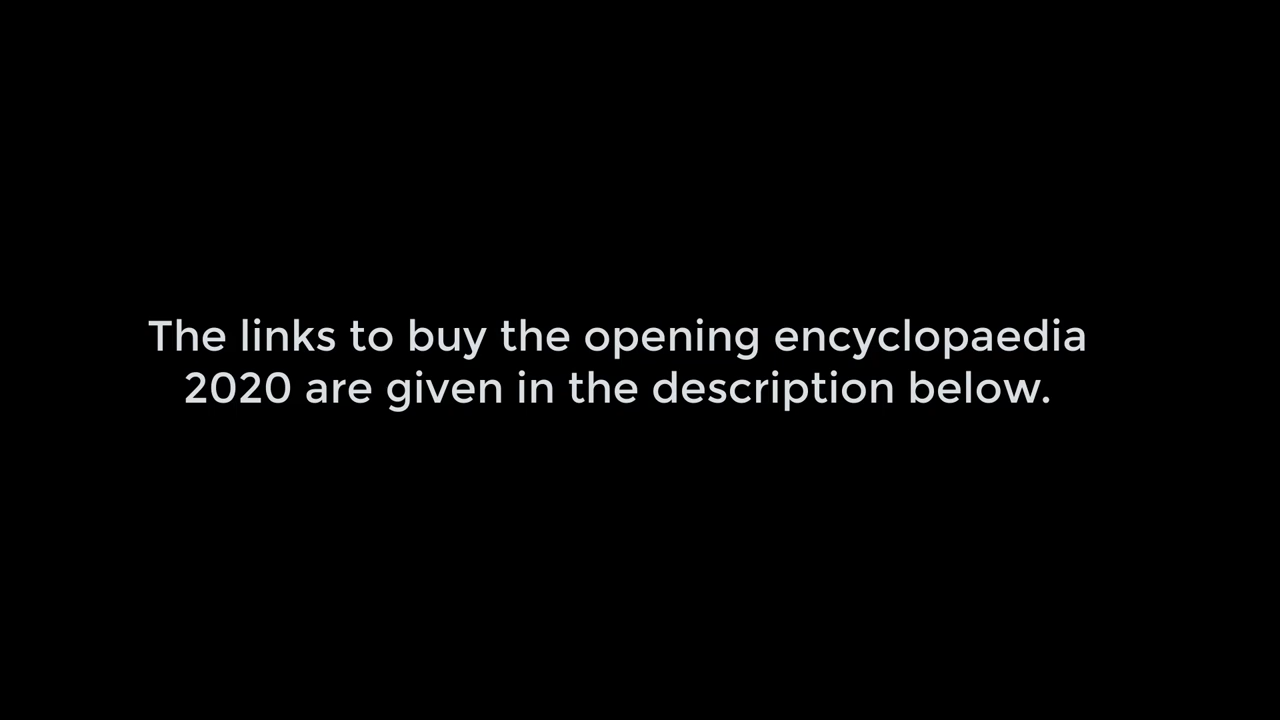 The links to buy the opening encyclopaedia
2020 are given in the description below.